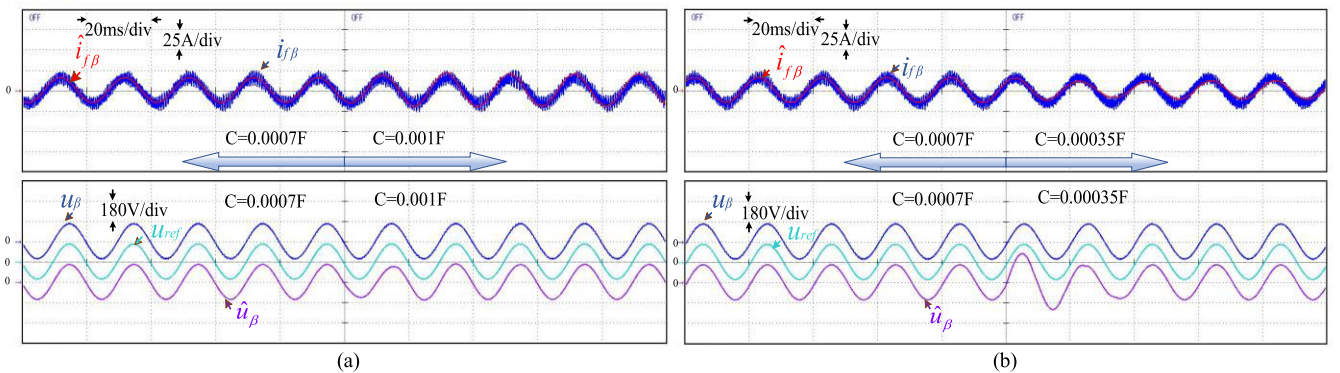 OFF
20ms/div
25A/div
î_fβ
i_fβ
0
C=0.0007F C=0.001F
u_β
180V/div
C=0.0007F C=0.001F
u_ref
0
0
0
û_β
(a)
OFF OFF
20ms/div
25A/div
î_fβ
i_fβ
0
C=0.0007F C=0.00035F
u_β
180V/div
C=0.0007F C=0.00035F
u_ref
0
0
0
û_β
(b)